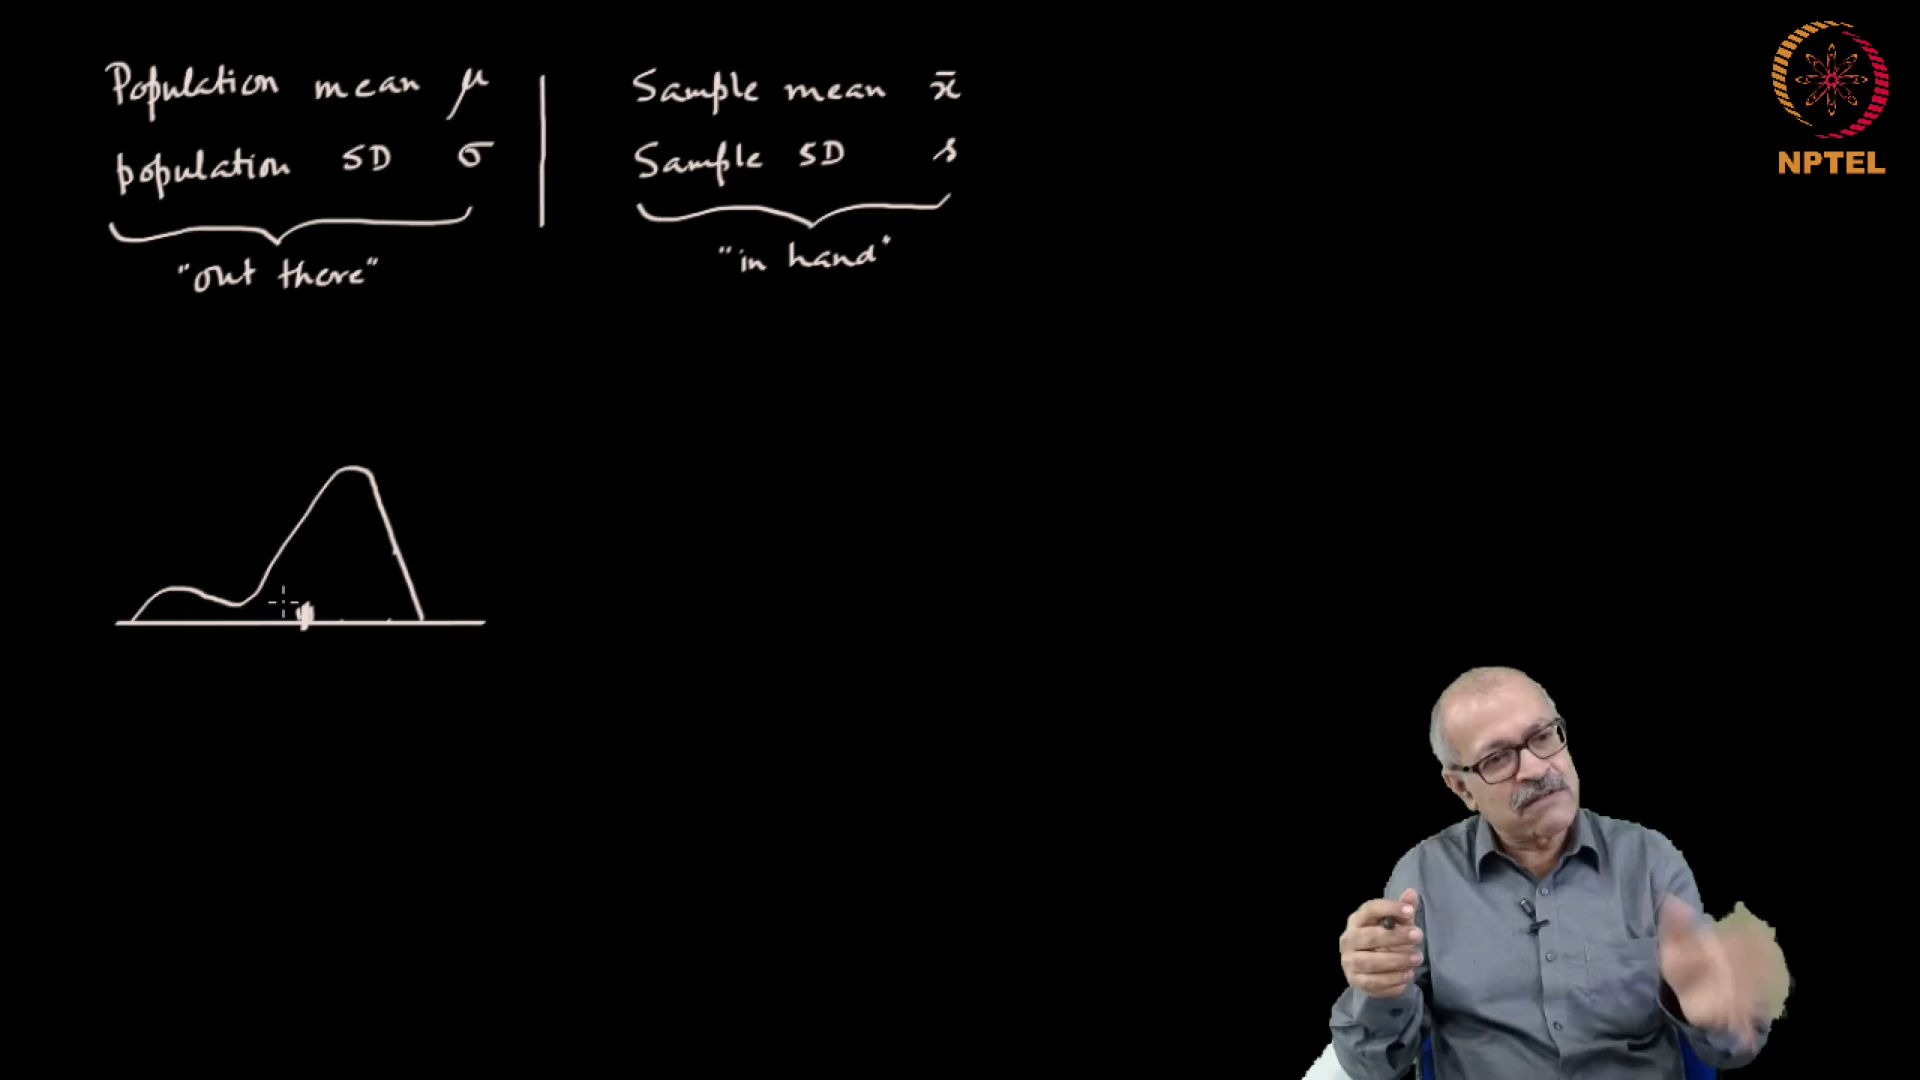 Population mean μ
population SD σ
"out there"
Sample mean x̄
Sample SD s
"in hand"
NPTEL